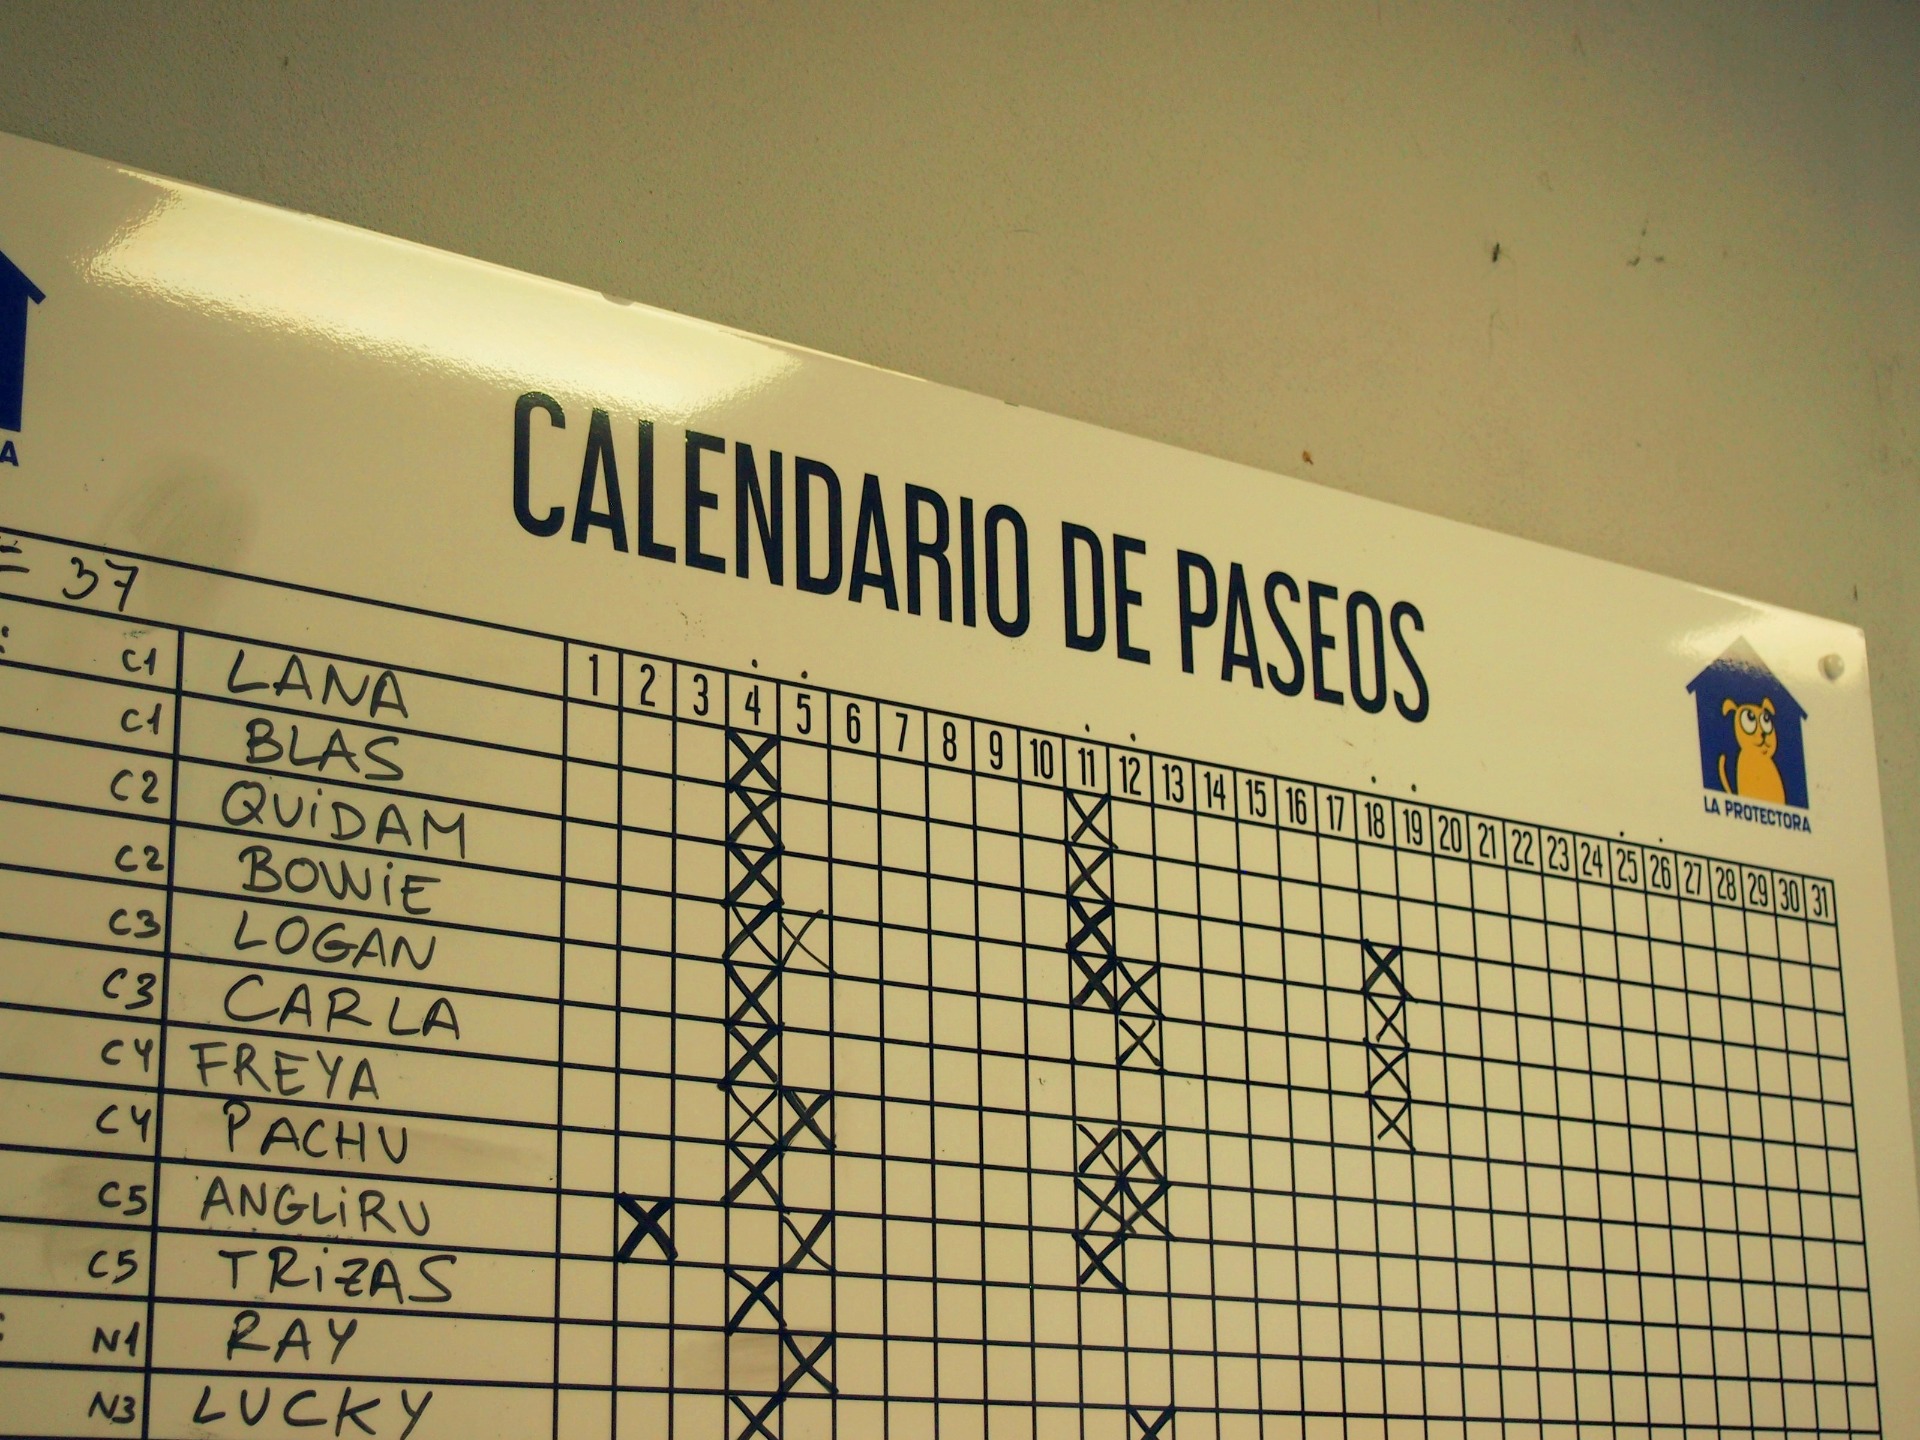 CALENDARIO DE PASEOS
A
LA PROTECTORA
= 37
1 2 3 4 5 6 7 8 9 10 11 12 13 14 15 16 17 18 19 20 21 22 23 24 25 26 27 28 29 30 31
: C1 LANA
C1 BLAS X
C2 QUiDAM X X
C2 BOWiE X X
C3 LOGAN X X X
C3 CARLA X X X X
C4 FREYA X X X
C4 PACHU X X X
C5 ANGLiRU X X X X
C5 TRiZAS X X X X
: N1 RAY X X
N3 LUCKY X X